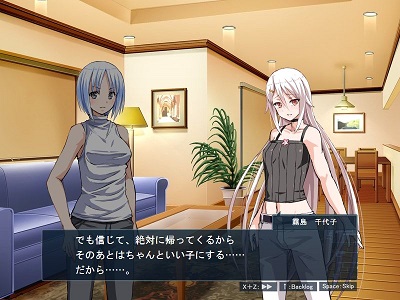 霧島　千代子
でも信じて、絶対に帰ってくるから
そのあとはちゃんといい子にする……
だから……。
X+Z: ▶▶ ↑:Backlog Space:Skip